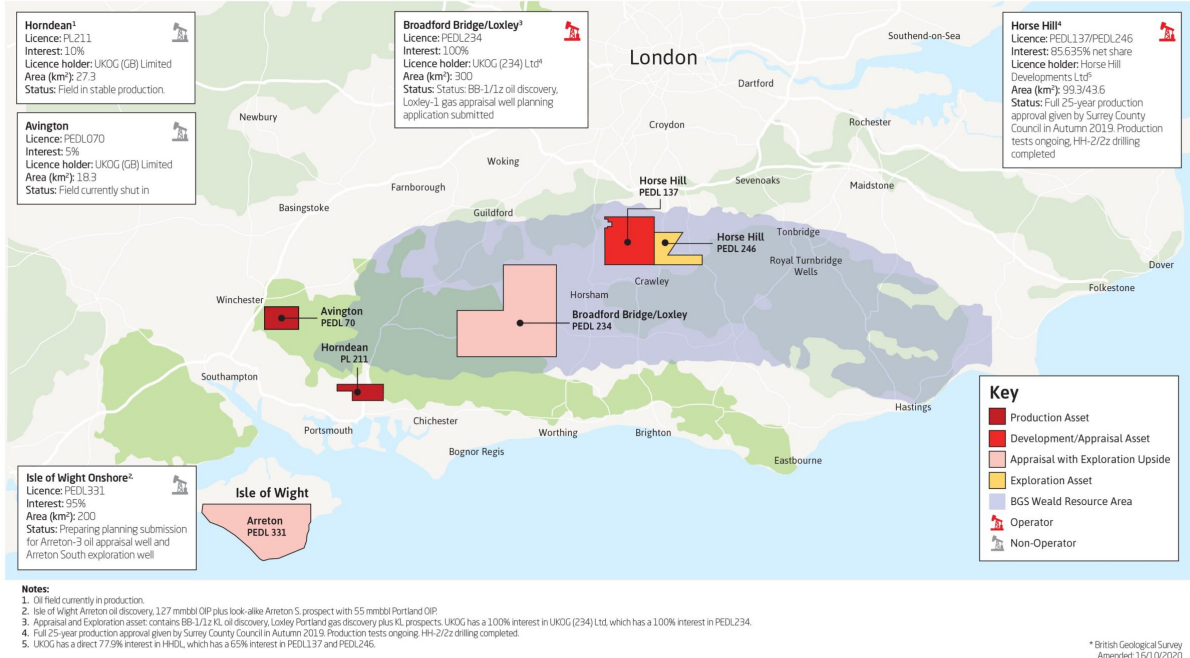 Horndean¹
Licence: PL211
Interest: 10%
Licence holder: UKOG (GB) Limited
Area (km²): 27.3
Status: Field in stable production.
Avington
Licence: PEDL070
Interest: 5%
Licence holder: UKOG (GB) Limited
Area (km²): 18.3
Status: Field currently shut in
Broadford Bridge/Loxley³
Licence: PEDL234
Interest: 100%
Licence holder: UKOG (234) Ltd⁴
Area (km²): 300
Status: Status: BB-1/1z oil discovery,
Loxley-1 gas appraisal well planning
application submitted
Horse Hill⁴
Licence: PEDL137/PEDL246
Interest: 85.635% net share
Licence holder: Horse Hill
Developments Ltd⁵
Area (km²): 99.3/43.6
Status: Full 25-year production
approval given by Surrey County
Council in Autumn 2019. Production
tests ongoing, HH-2/2z drilling
completed
London
Southend-on-Sea
Dartford
Newbury
Croydon
Rochester
Woking
Farnborough
Sevenoaks
Maidstone
Horse Hill
PEDL 137
Basingstoke
Guildford
Tonbridge
Horse Hill
PEDL 246
Royal Turnbridge
Wells
Dover
Folkestone
Crawley
Horsham
Winchester
Avington
PEDL 70
Broadford Bridge/Loxley
PEDL 234
Horndean
PL 211
Southampton
Hastings
Chichester
Portsmouth
Worthing
Brighton
Bognor Regis
Eastbourne
Isle of Wight Onshore²·
Licence: PEDL331
Interest: 95%
Area (km²): 200
Status: Preparing planning submission
for Arreton-3 oil appraisal well and
Arreton South exploration well
Isle of Wight
Arreton
PEDL 331
Key
Production Asset
Development/Appraisal Asset
Appraisal with Exploration Upside
Exploration Asset
BGS Weald Resource Area
Operator
Non-Operator
Notes:
1. Oil field currently in production.
2. Isle of Wight Arreton oil discovery, 127 mmbbl OIP plus look-alike Arreton S. prospect with 55 mmbbl Portland OIP.
3. Appraisal and Exploration asset: contains BB-1/1z KL oil discovery, Loxley Portland gas discovery plus KL prospects. UKOG has a 100% interest in UKOG (234) Ltd, which has a 100% interest in PEDL234.
4. Full 25-year production approval given by Surrey County Council in Autumn 2019. Production tests ongoing. HH-2/2z drilling completed.
5. UKOG has a direct 77.9% interest in HHDL, which has a 65% interest in PEDL137 and PEDL246.
* British Geological Survey
Amended: 16/10/2020